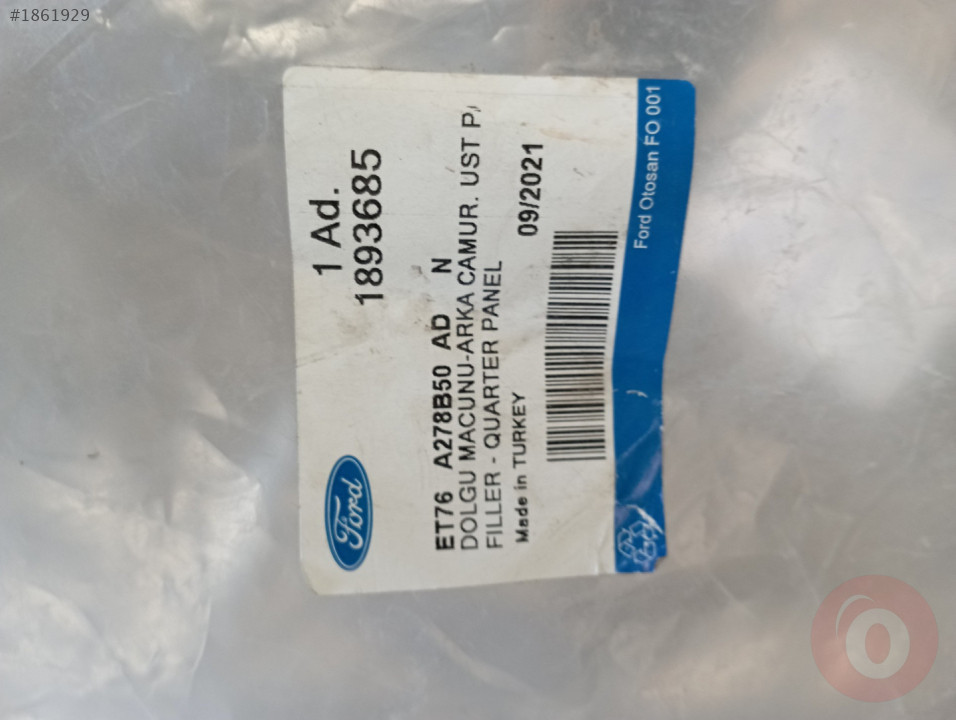 #1861929
1 Ad.
1893685
Ford
ET76 A278B50 AD N
DOLGU MACUNU-ARKA CAMUR. UST
FILLER - QUARTER PANEL
Made in TURKEY
09/2021
Ford Otosan FO 001